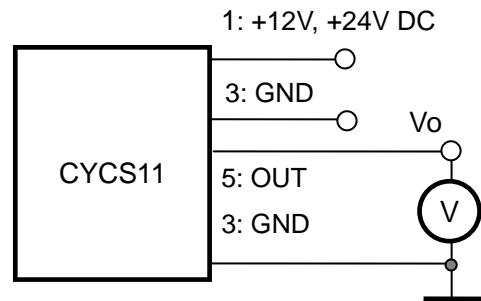 1: +12V, +24V DC
3: GND
Vo
CYCS11
5: OUT
V
3: GND